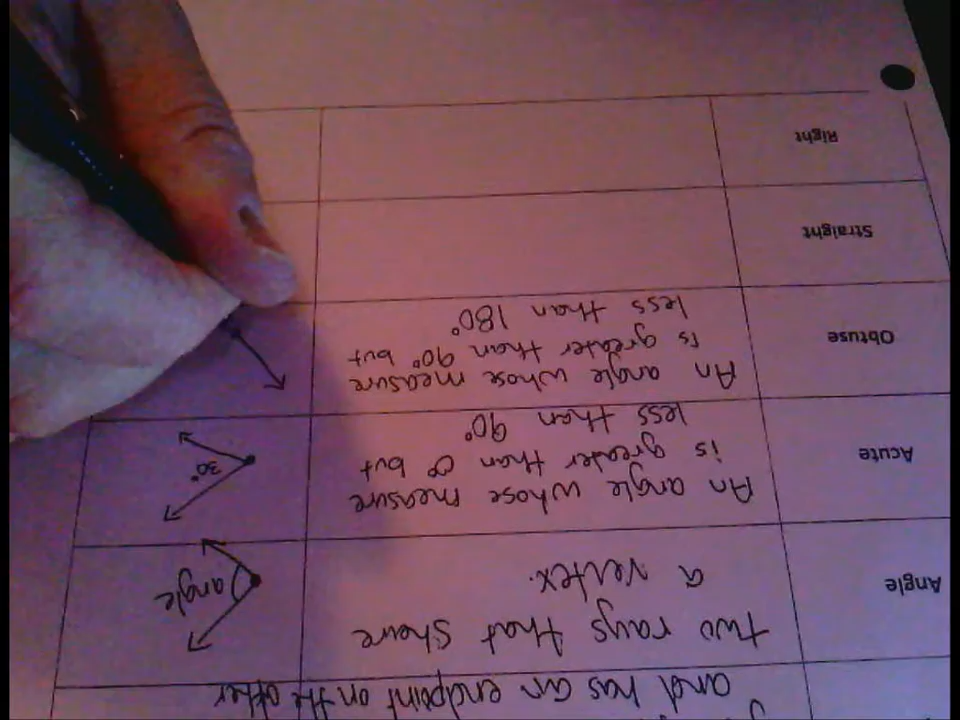 and has an endpoint on the other
Angle
two rays that share
a vertex.
angle
Acute
An angle whose measure
is greater than 0° but
less than 90°
30°
Obtuse
An angle whose measure
is greater than 90° but
less than 180°
Straight
Right